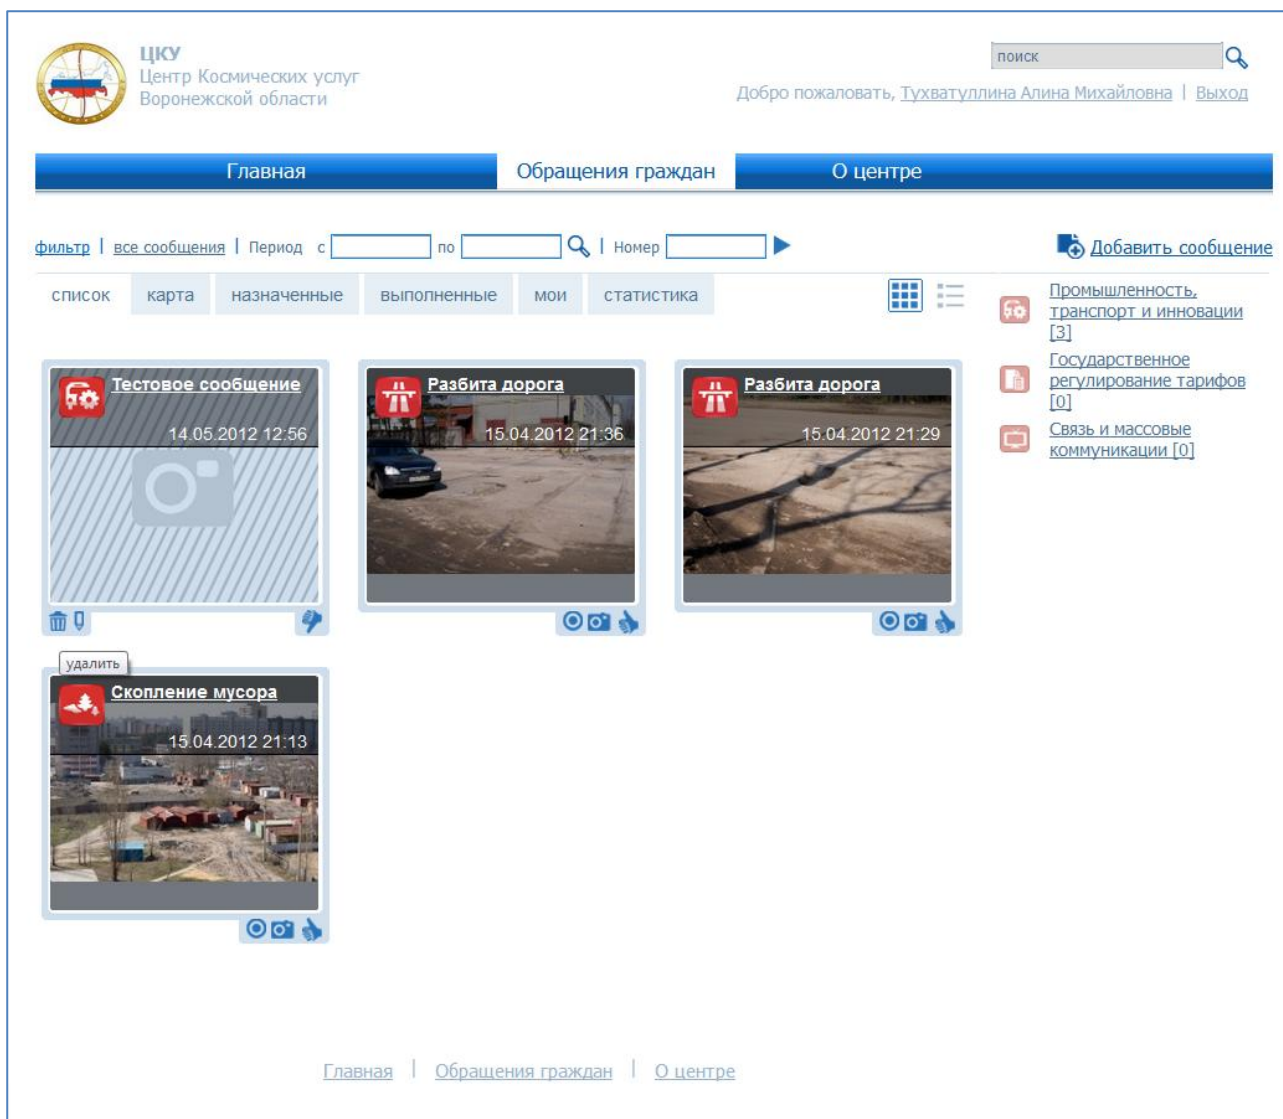 ЦКУ
Центр Космических услуг
Воронежской области
поиск
Добро пожаловать, Тухватуллина Алина Михайловна | Выход
Главная Обращения граждан О центре
фильтр | все сообщения | Период с по | Номер
Добавить сообщение
список карта назначенные выполненные мои статистика
Промышленность,
транспорт и инновации
[3]
Государственное
регулирование тарифов
[0]
Связь и массовые
коммуникации [0]
Тестовое сообщение
14.05.2012 12:56
Разбита дорога
15.04.2012 21:36
Разбита дорога
15.04.2012 21:29
удалить
Скопление мусора
15.04.2012 21:13
Главная | Обращения граждан | О центре